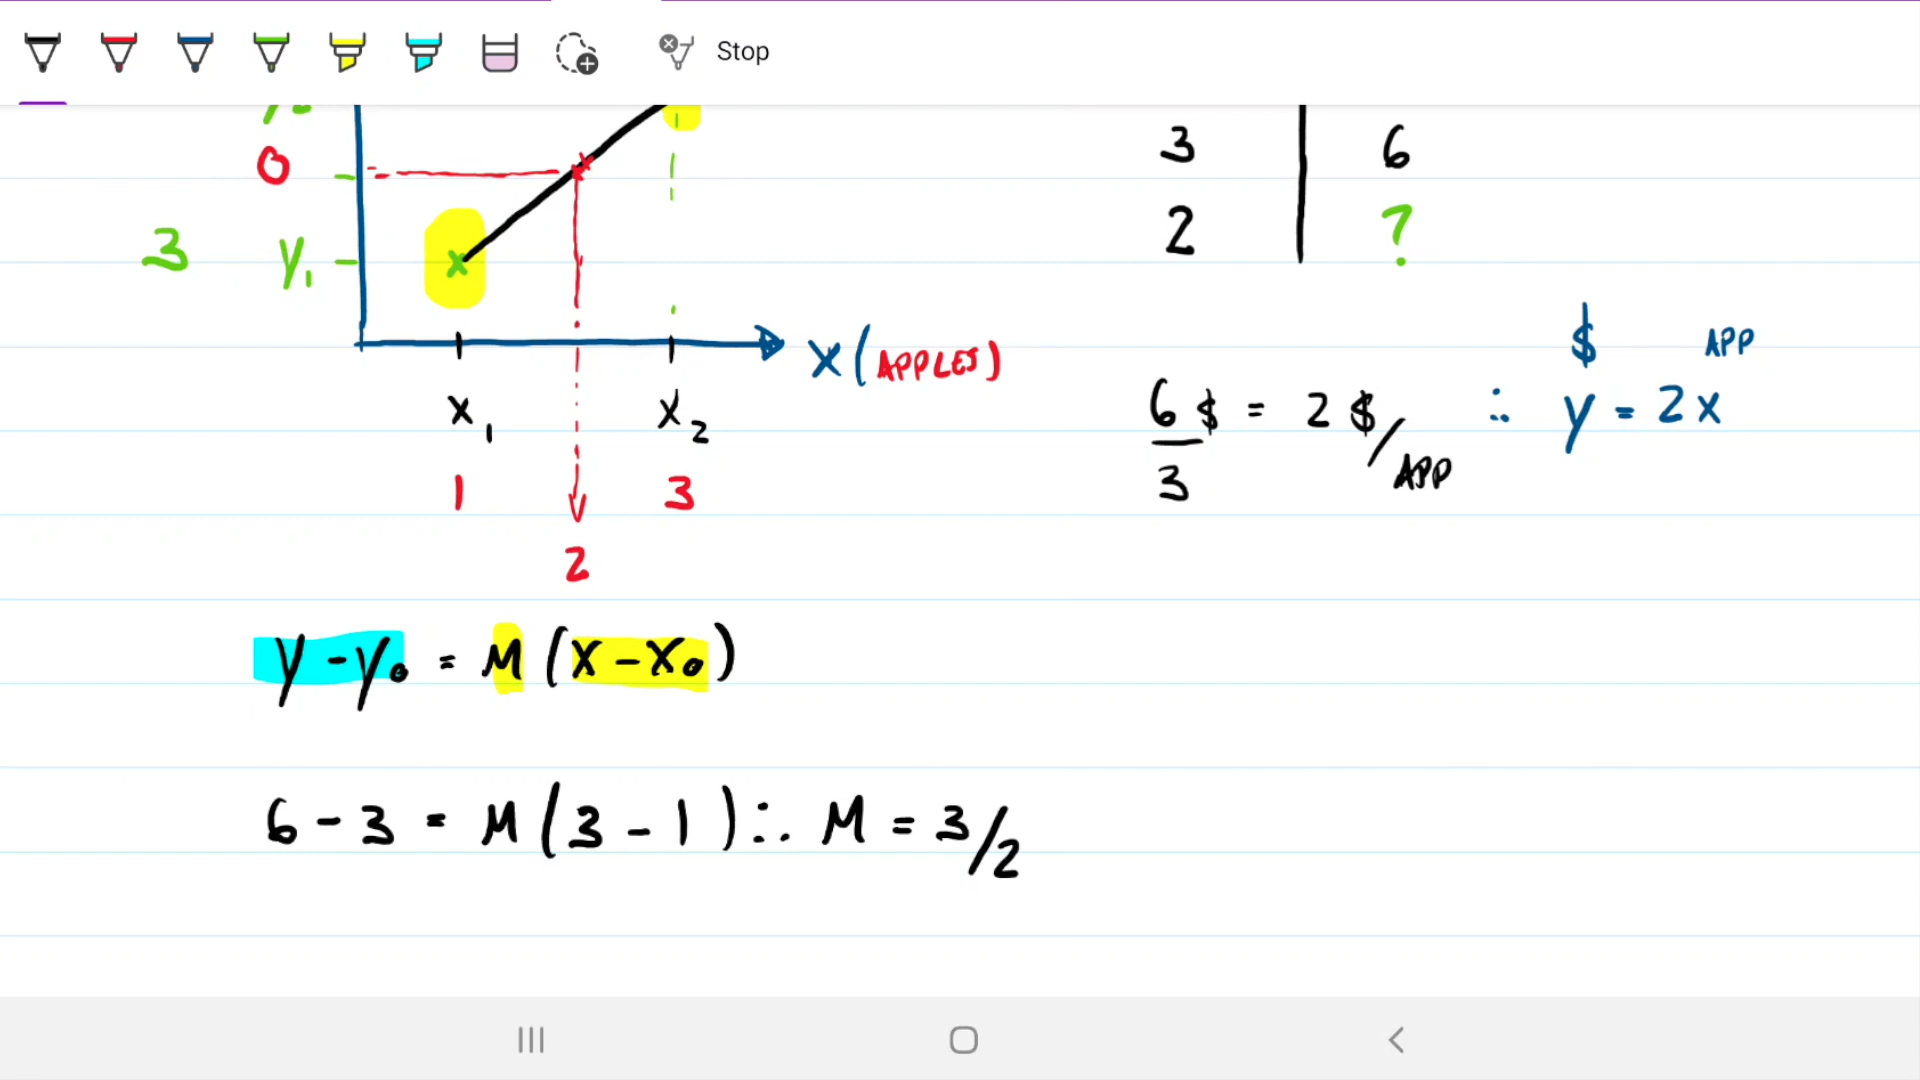 Stop
3 6
0
2 ?
3 y₁
x (APPLES)
$ APP
x₁ x₂
6/3 $ = 2 $/APP ∴ y = 2x
1 3
2
y - y₀ = M (x - x₀)
6 - 3 = M (3 - 1) ∴ M = 3/2